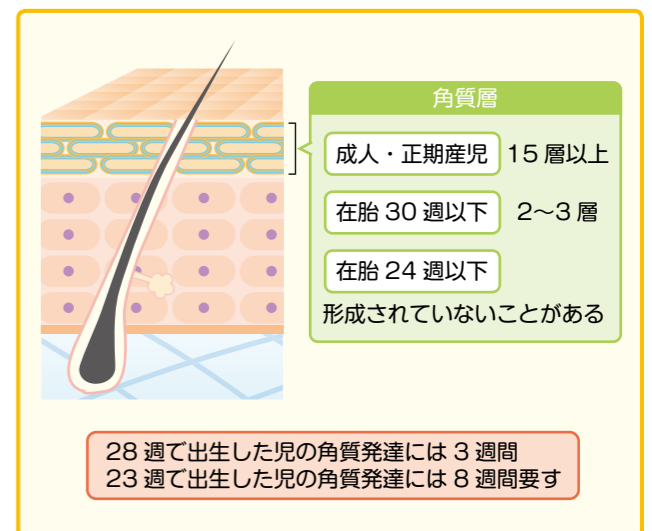 角質層
成人・正期産児 15層以上
在胎30週以下 2〜3層
在胎24週以下
形成されていないことがある
28週で出生した児の角質発達には3週間
23週で出生した児の角質発達には8週間要す